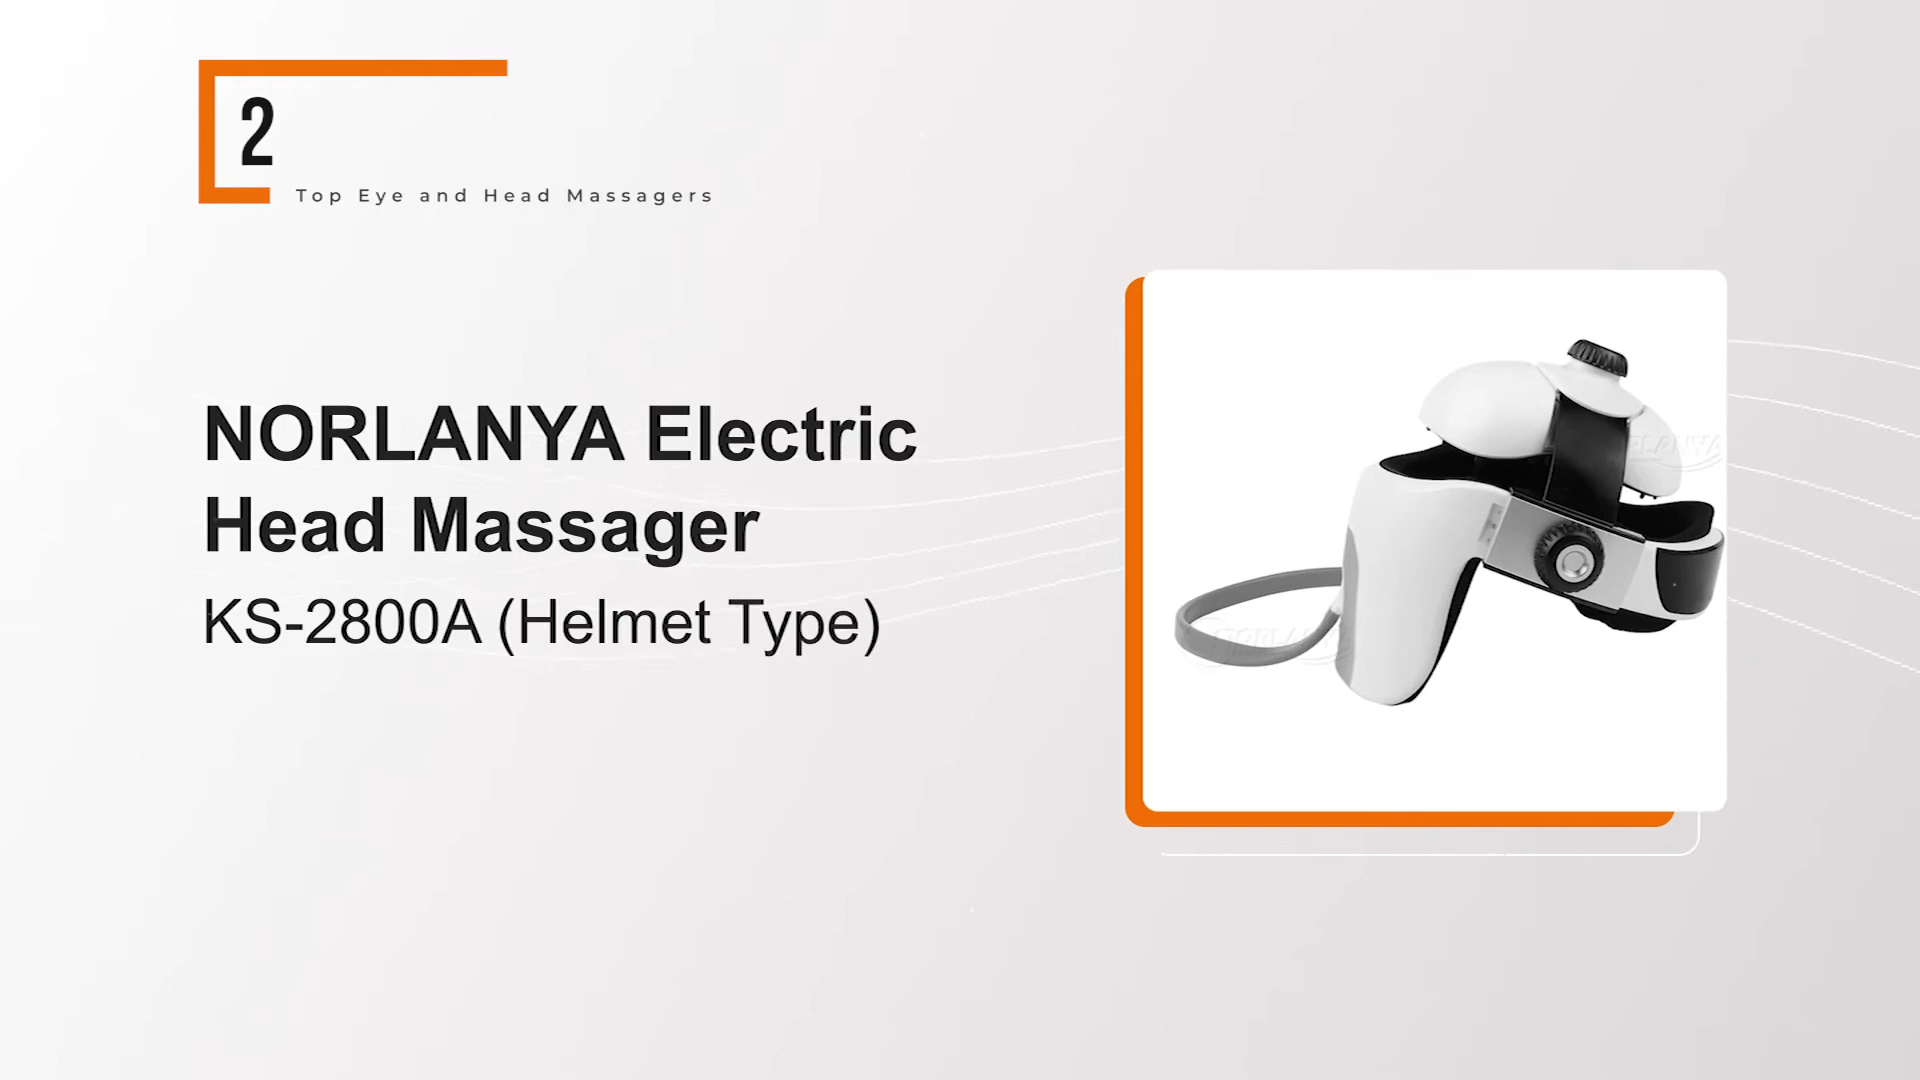 2
Top Eye and Head Massagers
NORLANYA Electric
Head Massager
KS-2800A (Helmet Type)